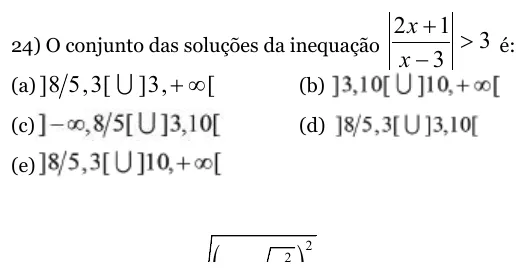 24) O conjunto das soluções da inequação |(2x + 1)/(x − 3)| > 3 é:
(a) ]8/5,3[ ⋃ ]3,+∞[ (b) ]3,10[ ⋃ ]10,+∞[
(c) ]−∞,8/5[ ⋃ ]3,10[ (d) ]8/5,3[ ⋃ ]3,10[
(e) ]8/5,3[ ⋃ ]10,+∞[